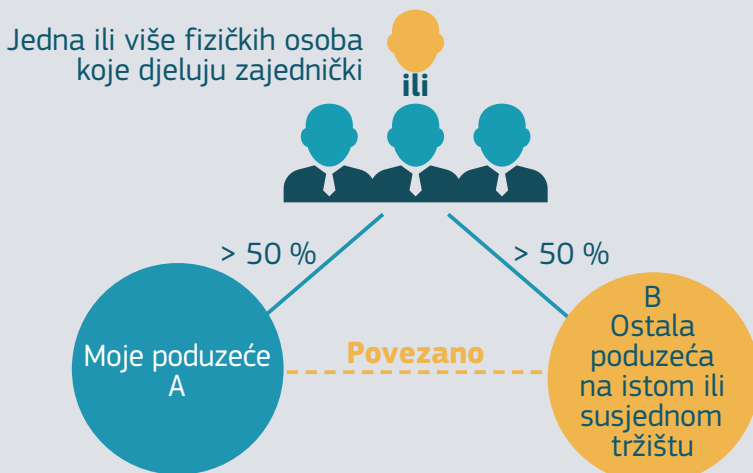 Jedna ili više fizičkih osoba
koje djeluju zajednički
ili
> 50 %
> 50 %
Moje poduzeće
A
Povezano
B
Ostala
poduzeća
na istom ili
susjednom
tržištu